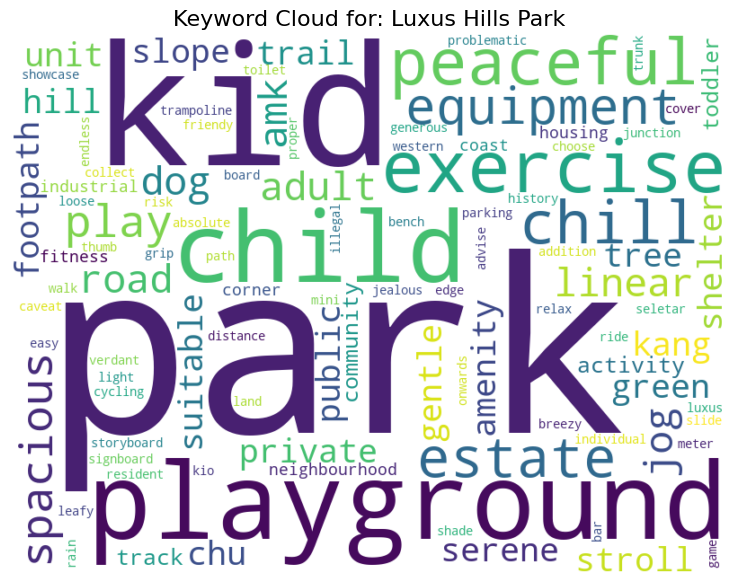 Keyword Cloud for: Luxus Hills Park
problematic
trunk
unit
slope
trail
peaceful
toddler
showcase
toilet
hill
kid
amk
equipment
cover
trampoline
friendy
generous
housing
junction
endless
proper
western
coast
choose
footpath
collect
dog
board
adult
exercise
industrial
loose
risk
history
shelter
play
absolute
illegal
bench
parking
chill
thumb
grip
child
advise
addition
tree
fitness
path
road
walk
jealous
edge
linear
caveat
corner
mini
community
relax
seletar
easy
suitable
distance
public
gentle
amenity
onwards
ride
kang
verdant
park
activity
light
cycling
land
green
spacious
luxus
slide
storyboard
private
breezy
individual
jog
meter
signboard
kio
neighbourhood
estate
resident
leafy
playground
shade
bar
rain
track
chu
serene
stroll
game